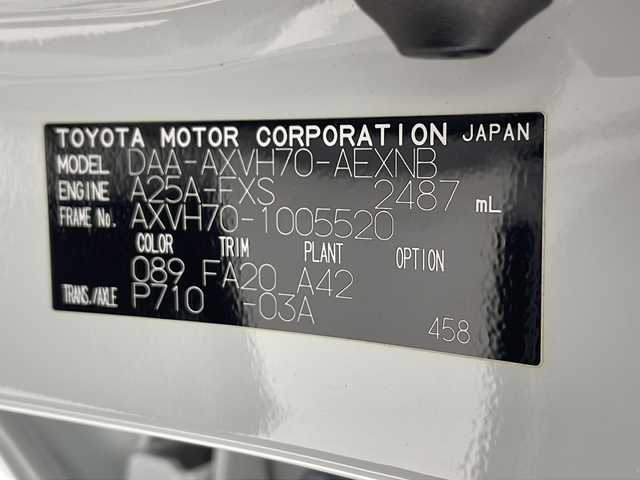 TOYOTA MOTOR CORPORATION JAPAN
MODEL DAA-AXVH70-AEXNB
ENGINE A25A-FXS 2487 mL
FRAME No. AXVH70-1005520
COLOR TRIM PLANT OPTION
089 FA20 A42
TRANS./AXLE P710 -03A
458